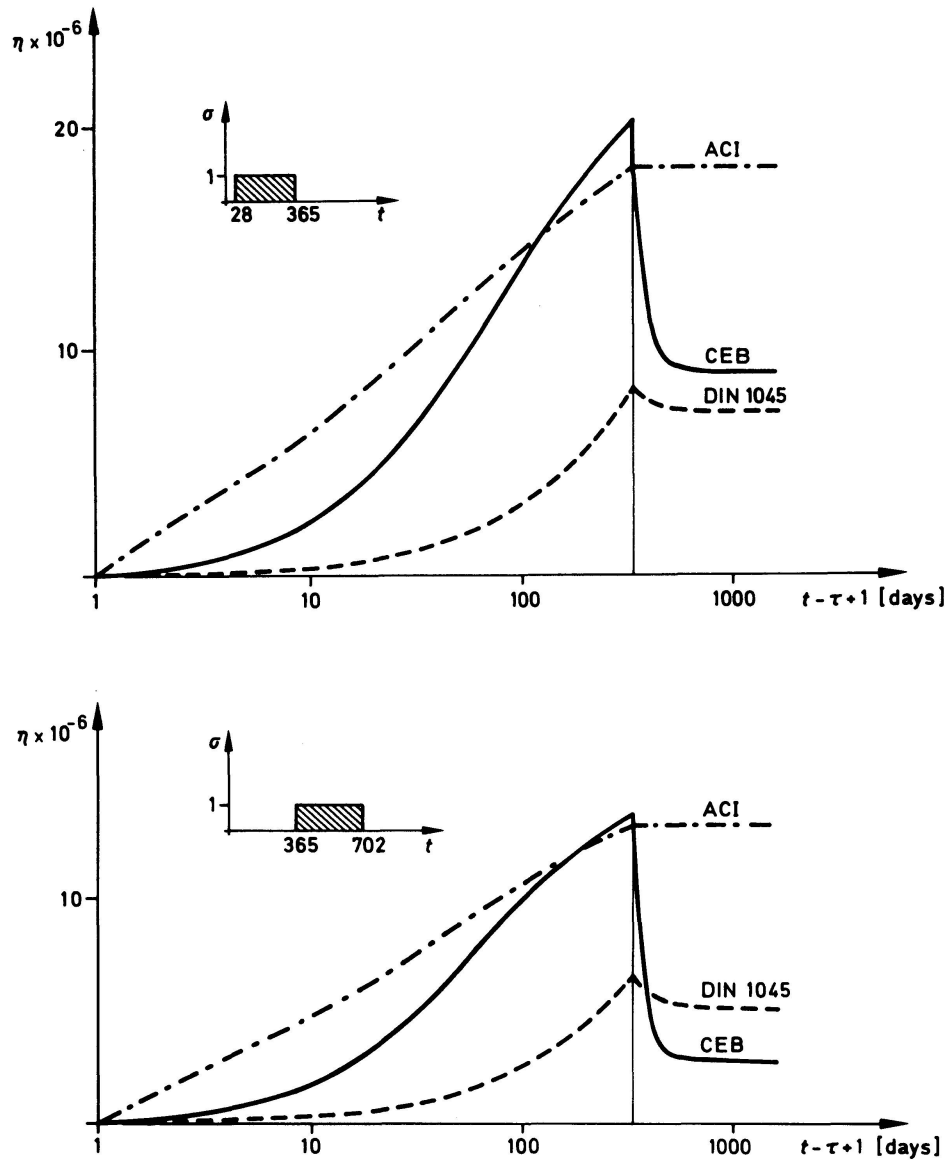 η × 10⁻⁶
20
10
σ
1
28 365 t
ACI
CEB
DIN 1045
1 10 100 1000 t - τ + 1 [days]
η × 10⁻⁶
10
σ
1
365 702 t
ACI
DIN 1045
CEB
1 10 100 1000 t - τ + 1 [days]